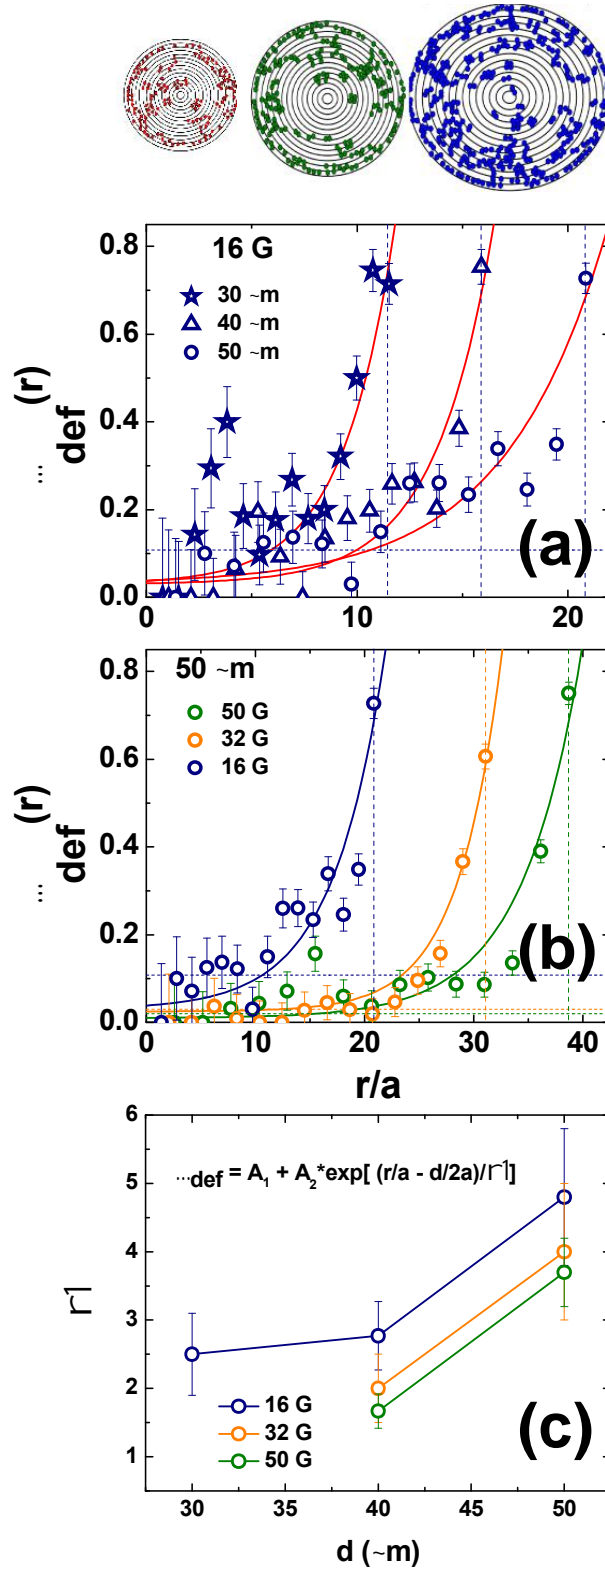 0.8
0.6
0.4
0.2
0.0
16 G
30 ~m
40 ~m
50 ~m
... def (r)
(a)
0 10 20
0.8
0.6
0.4
0.2
0.0
50 ~m
50 G
32 G
16 G
... def (r)
(b)
0 10 20 30 40
r/a
6
5
4
3
2
1
...def = A1 + A2*exp[ (r/a - d/2a)/ ]
16 G
32 G
50 G
(c)
30 35 40 45 50
d (~m)